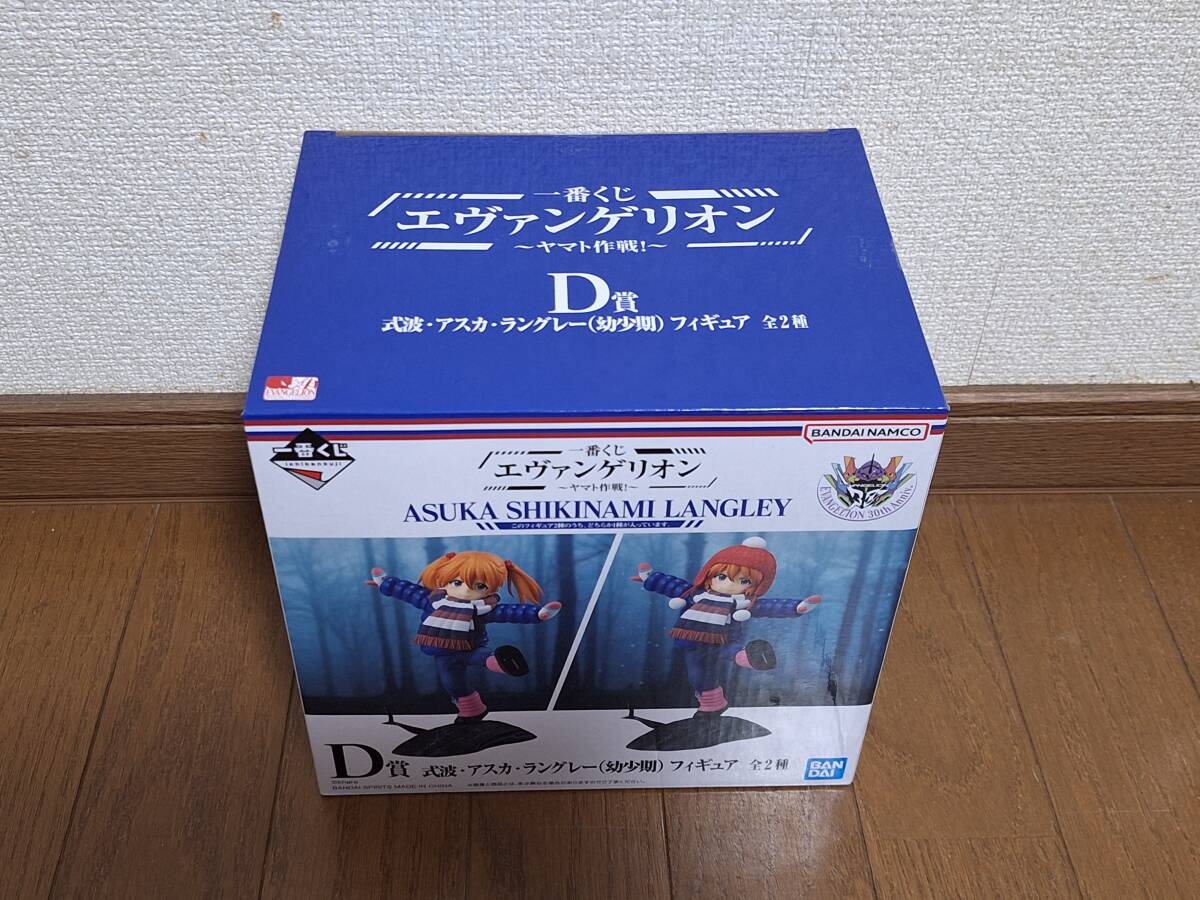 一番くじ
エヴァンゲリオン
～ヤマト作戦!～
D賞
式波・アスカ・ラングレー(幼少期) フィギュア 全2種
EVANGELION
一番くじ
ichibankuji
BANDAI NAMCO
一番くじ
エヴァンゲリオン
～ヤマト作戦!～
EVANGELION
EVANGELION 30th Anniv.
ASUKA SHIKINAMI LANGLEY
このフィギュア2種のうち、どちらか1種が入っています。
D賞 式波・アスカ・ラングレー(幼少期) フィギュア 全2種
BAN
DAI
©khara
BANDAI SPIRITS MADE IN CHINA